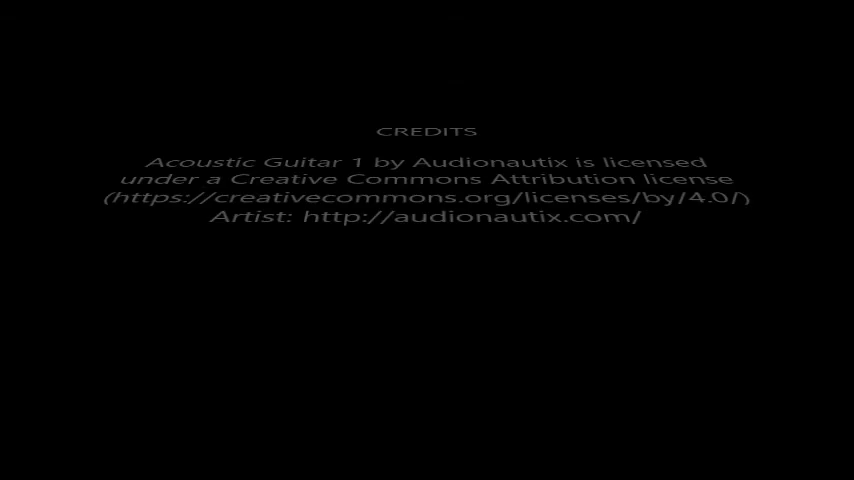 CREDITS
Acoustic Guitar 1 by Audionautix is licensed
under a Creative Commons Attribution license
(https://creativecommons.org/licenses/by/4.0/)
Artist: http://audionautix.com/